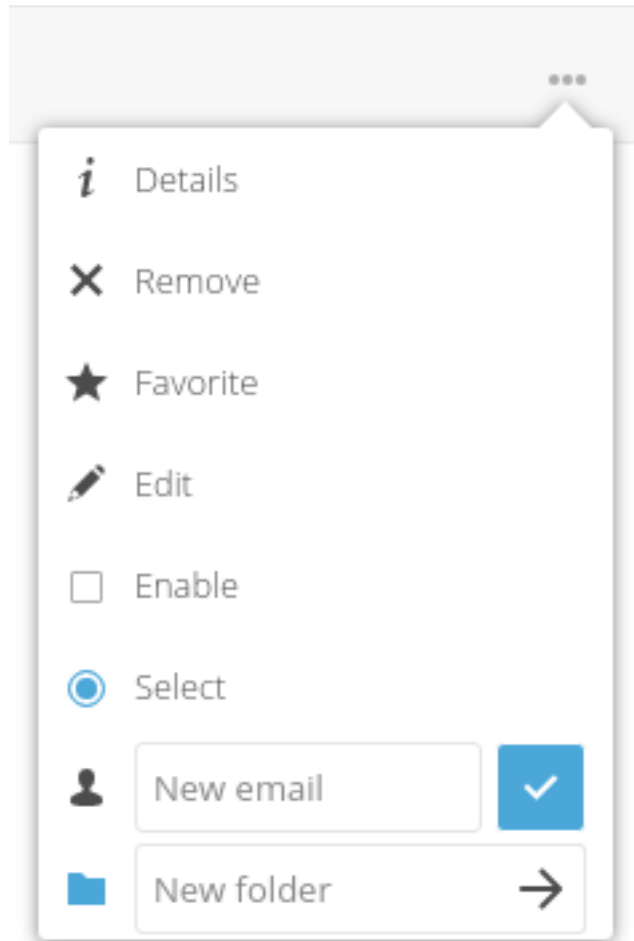 Details
Remove
Favorite
Edit
Enable
Select
New email
New folder